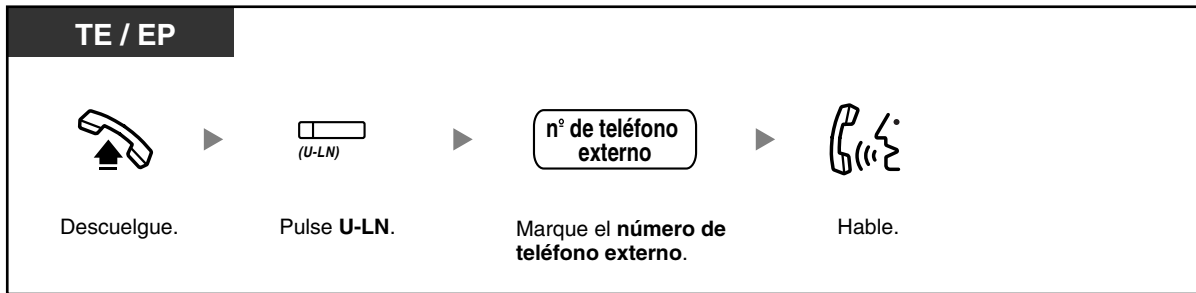 TE / EP
(U-LN)
nº de teléfono
externo
Descuelgue.
Pulse U-LN.
Marque el número de
teléfono externo.
Hable.